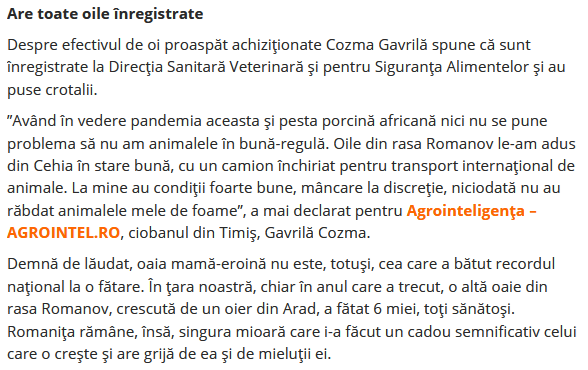 Are toate oile înregistrate
Despre efectivul de oi proaspăt achiziționate Cozma Gavrilă spune că sunt
înregistrate la Direcția Sanitară Veterinară și pentru Siguranța Alimentelor și au
puse crotalii.
”Având în vedere pandemia aceasta și pesta porcină africană nici nu se pune
problema să nu am animalele în bună-regulă. Oile din rasa Romanov le-am adus
din Cehia în stare bună, cu un camion închiriat pentru transport internațional de
animale. La mine au condiții foarte bune, mâncare la discreție, niciodată nu au
răbdat animalele mele de foame”, a mai declarat pentru Agrointeligența –
AGROINTEL.RO, ciobanul din Timiș, Gavrilă Cozma.
Demnă de lăudat, oaia mamă-eroină nu este, totuși, cea care a bătut recordul
național la o fătare. În țara noastră, chiar în anul care a trecut, o altă oaie din
rasa Romanov, crescută de un oier din Arad, a fătat 6 miei, toți sănătoși.
Romanița rămâne, însă, singura mioară care i-a făcut un cadou semnificativ celui
care o crește și are grijă de ea și de mieluții ei.